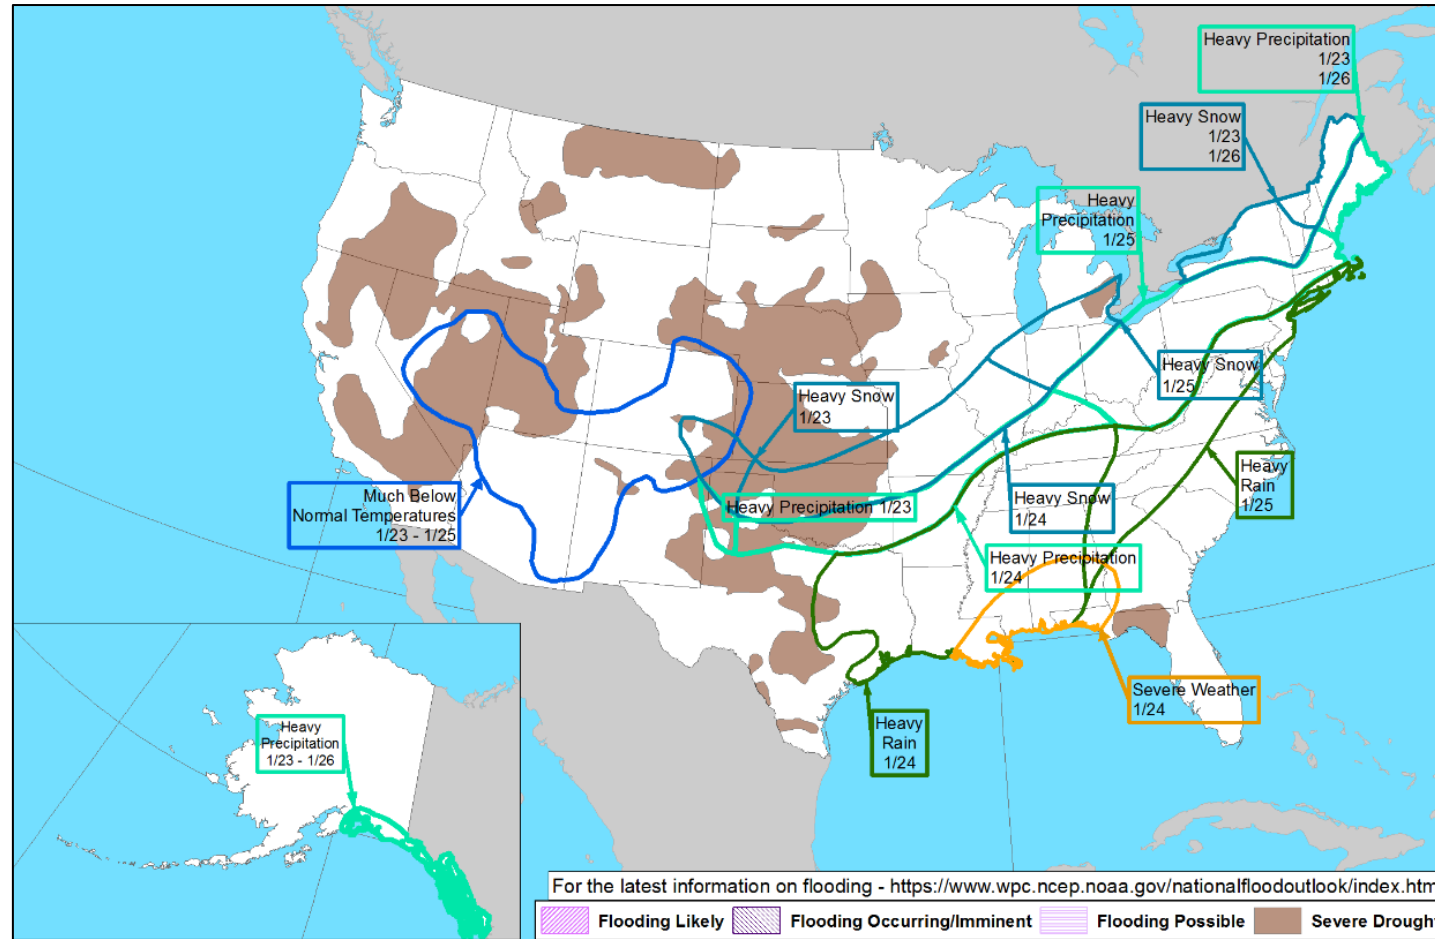 Heavy Precipitation
1/23
1/26
Heavy Snow
1/23
1/26
Heavy
Precipitation
1/25
Heavy Snow
1/25
Heavy Snow
1/23
Heavy
Rain
1/25
Much Below
Normal Temperatures
1/23 - 1/25
Heavy Precipitation 1/23
Heavy Snow
1/24
Heavy Precipitation
1/24
Severe Weather
1/24
Heavy
Rain
1/24
Heavy
Precipitation
1/23 - 1/26
For the latest information on flooding - https://www.wpc.ncep.noaa.gov/nationalfloodoutlook/index.htm
Flooding Likely
Flooding Occurring/Imminent
Flooding Possible
Severe Drought